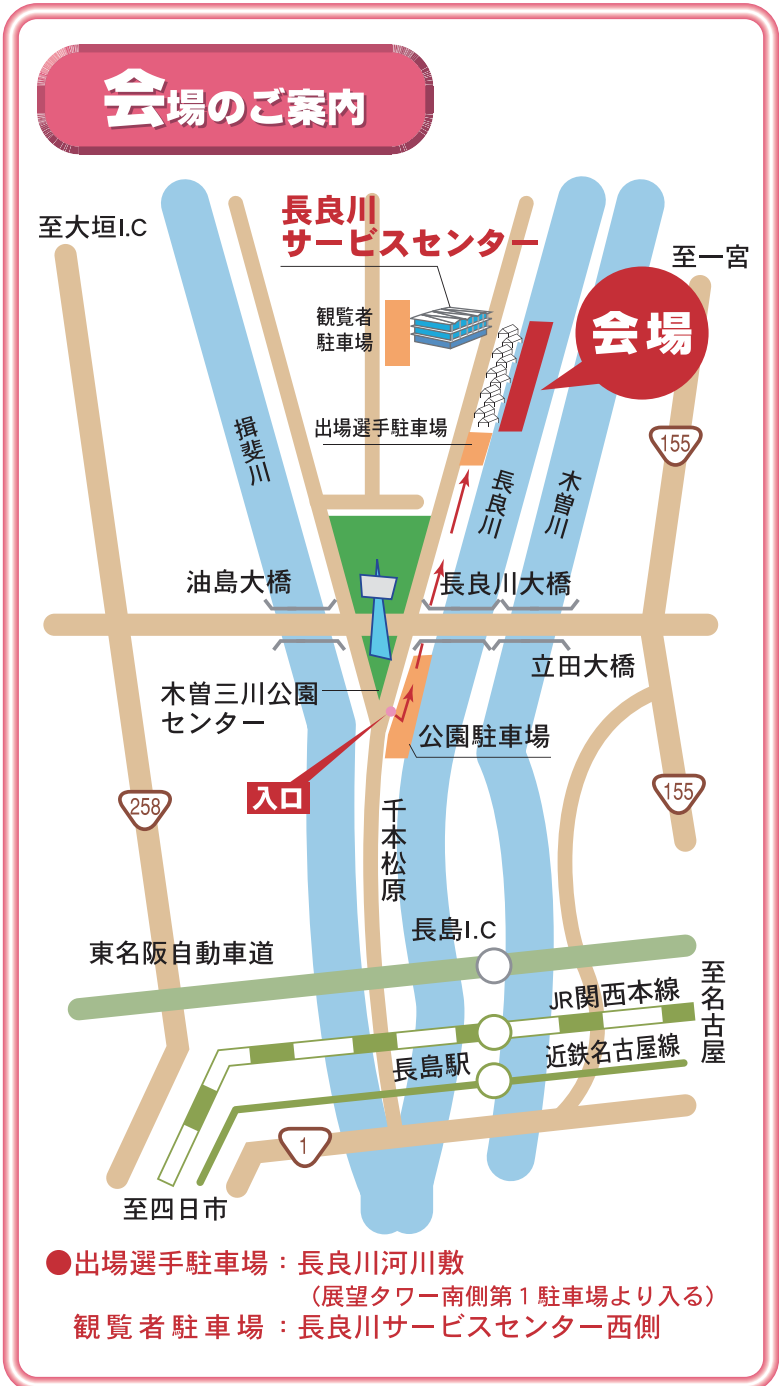 会場のご案内
至大垣I.C
長良川
サービスセンター
至一宮
観覧者
駐車場
会場
出場選手駐車場
155
揖斐川
長良川
木曽川
油島大橋
長良川大橋
立田大橋
木曽三川公園
センター
公園駐車場
入口
258
155
千本松原
長島I.C
東名阪自動車道
至名古屋
JR関西本線
長島駅
近鉄名古屋線
1
至四日市
●出場選手駐車場：長良川河川敷
（展望タワー南側第１駐車場より入る）
観覧者駐車場：長良川サービスセンター西側